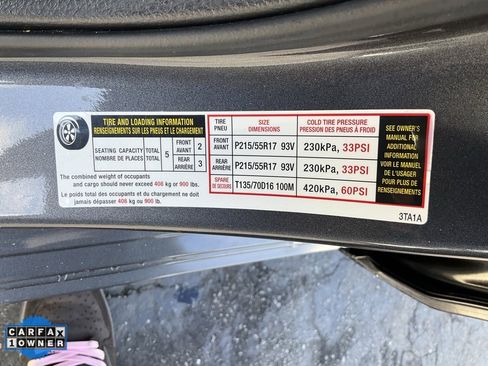 TIRE AND LOADING INFORMATION
RENSEIGNEMENTS SUR LES PNEUS ET LE CHARGEMENT
SEATING CAPACITY TOTAL 5 FRONT AVANT 2
NOMBRE DE PLACES TOTAL REAR ARRIÈRE 3
The combined weight of occupants
and cargo should never exceed 408 kg or 900 lbs.
Le poids total des occupants et du chargement ne doit
jamais dépasser 408 kg ou 900 lb.
TIRE PNEU SIZE DIMENSIONS COLD TIRE PRESSURE PRESSION DES PNEUS À FROID
FRONT AVANT P215/55R17 93V 230kPa, 33PSI
REAR ARRIÈRE P215/55R17 93V 230kPa, 33PSI
SPARE DE SECOURS T135/70D16 100M 420kPa, 60PSI
SEE OWNER'S
MANUAL FOR
ADDITIONAL
INFORMATION
VOIR LE MANUEL
DE L'USAGER
POUR PLUS DE
RENSEIGNEMENTS
3TA1A
CARFAX
1 OWNER